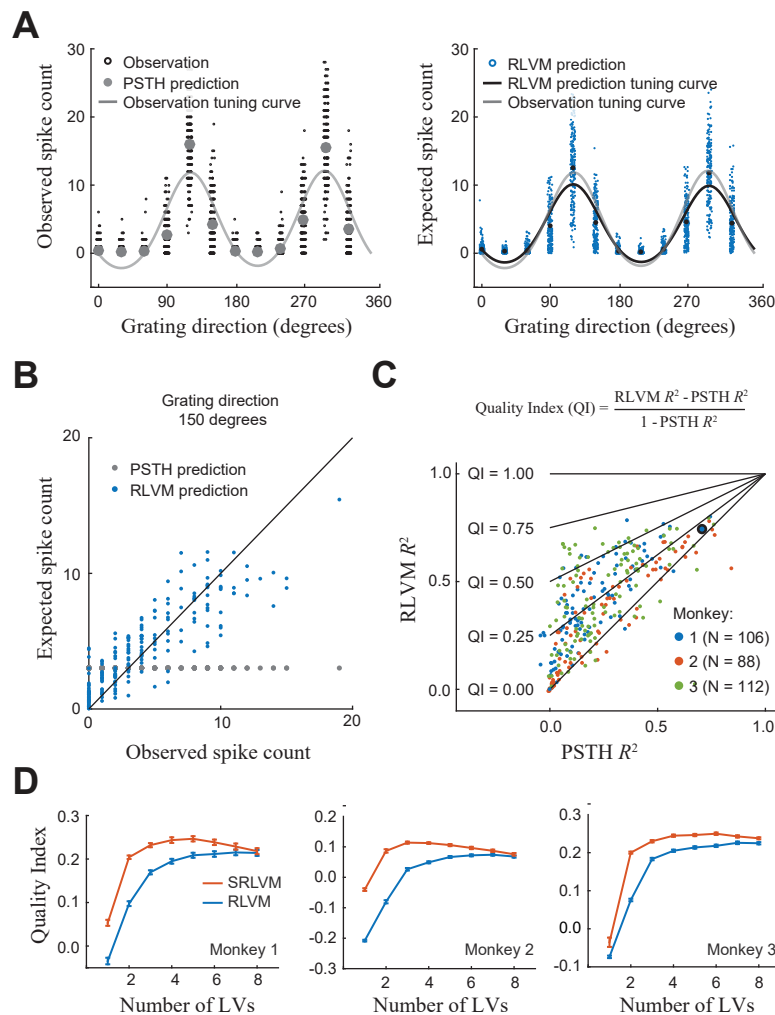 A
30
20
10
0
Observed spike count
Observation
PSTH prediction
Observation tuning curve
0
90
180
270
360
Grating direction (degrees)
30
20
10
0
Expected spike count
RLVM prediction
RLVM prediction tuning curve
Observation tuning curve
0
90
180
270
360
Grating direction (degrees)
B
Grating direction
150 degrees
20
10
0
Expected spike count
PSTH prediction
RLVM prediction
0
10
20
Observed spike count
C
Quality Index (QI) = RLVM R² - PSTH R²
1 - PSTH R²
1.0
0.5
0.0
RLVM R²
QI = 1.00
QI = 0.75
QI = 0.50
QI = 0.25
QI = 0.00
Monkey:
1 (N = 106)
2 (N = 88)
3 (N = 112)
0.0
0.5
1.0
PSTH R²
D
0.3
0.2
0.1
0.0
Quality Index
SRLVM
RLVM
Monkey 1
2
4
6
8
Number of LVs
0.2
0.1
0.0
-0.1
-0.2
-0.3
Monkey 2
2
4
6
8
Number of LVs
0.3
0.2
0.1
0.0
-0.1
Monkey 3
2
4
6
8
Number of LVs